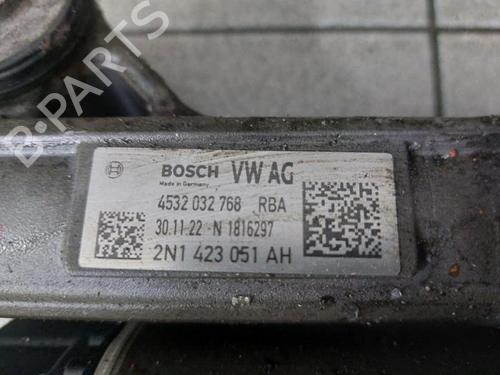 BOSCH VW AG
Made in Germany
4532 032 768 RBA
30.11.22 - N 1816297
2N1 423 051 AH
B-PARTS